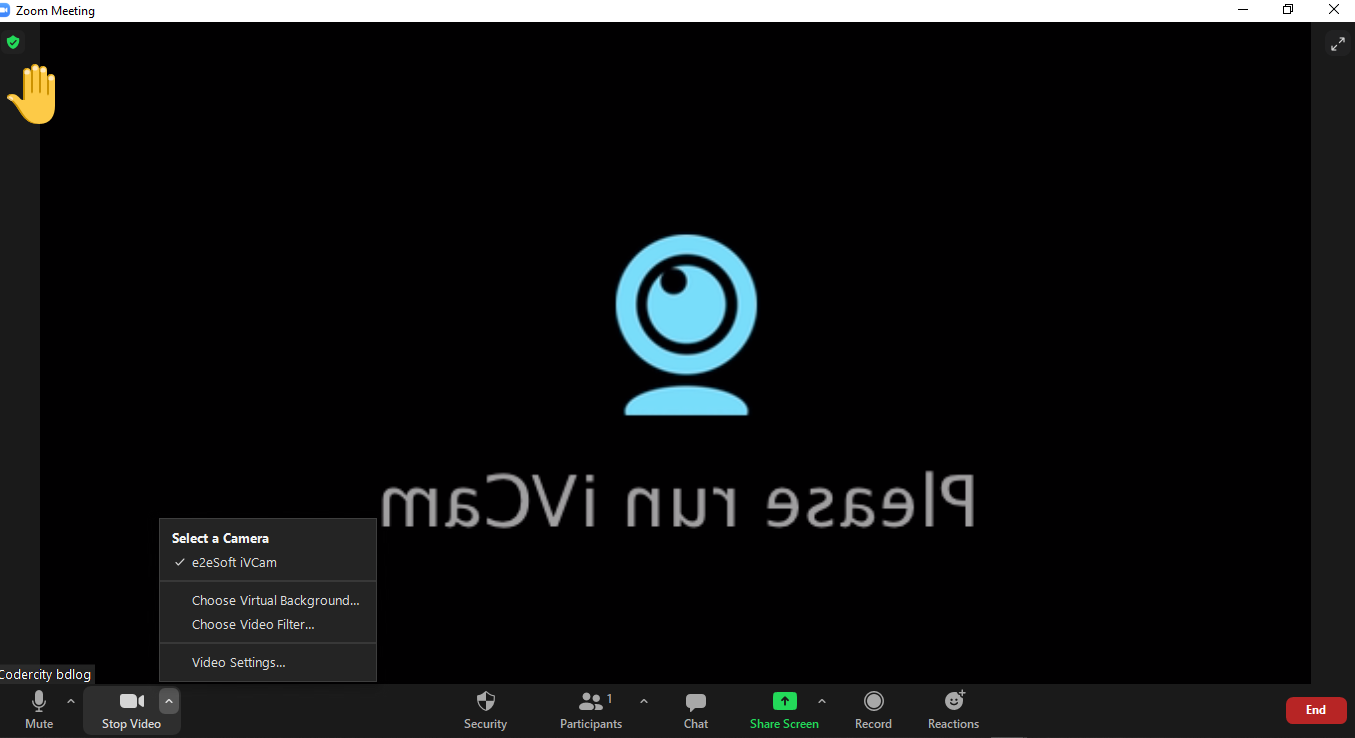 Zoom Meeting
Please run iVCam
Select a Camera
e2eSoft iVCam
Choose Virtual Background...
Choose Video Filter...
Video Settings...
Codercity bdlog
Mute
Stop Video
Security
1
Participants
Chat
Share Screen
Record
Reactions
End